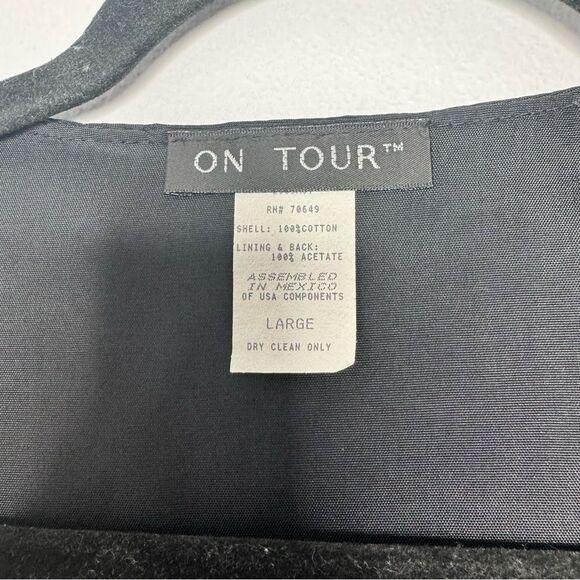 ON TOUR™
RN# 70649
SHELL: 100%COTTON
LINING & BACK:
100% ACETATE
ASSEMBLED
IN MEXICO
OF USA COMPONENTS
LARGE
DRY CLEAN ONLY